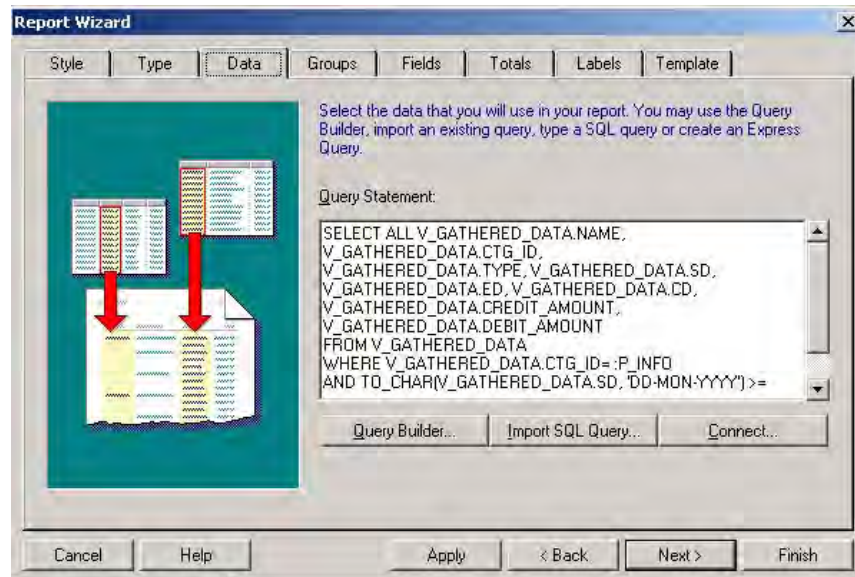 Report Wizard
Style Type Data Groups Fields Totals Labels Template
Select the data that you will use in your report. You may use the Query
Builder, import an existing query, type a SQL query or create an Express
Query.
Query Statement:
SELECT ALL V_GATHERED_DATA.NAME,
V_GATHERED_DATA.CTG_ID,
V_GATHERED_DATA.TYPE, V_GATHERED_DATA.SD,
V_GATHERED_DATA.ED, V_GATHERED_DATA.CD,
V_GATHERED_DATA.CREDIT_AMOUNT,
V_GATHERED_DATA.DEBIT_AMOUNT
FROM V_GATHERED_DATA
WHERE V_GATHERED_DATA.CTG_ID= :P_INFO
AND TO_CHAR(V_GATHERED_DATA.SD, 'DD-MON-YYYY') >=
Query Builder... Import SQL Query... Connect...
Cancel Help Apply < Back Next > Finish